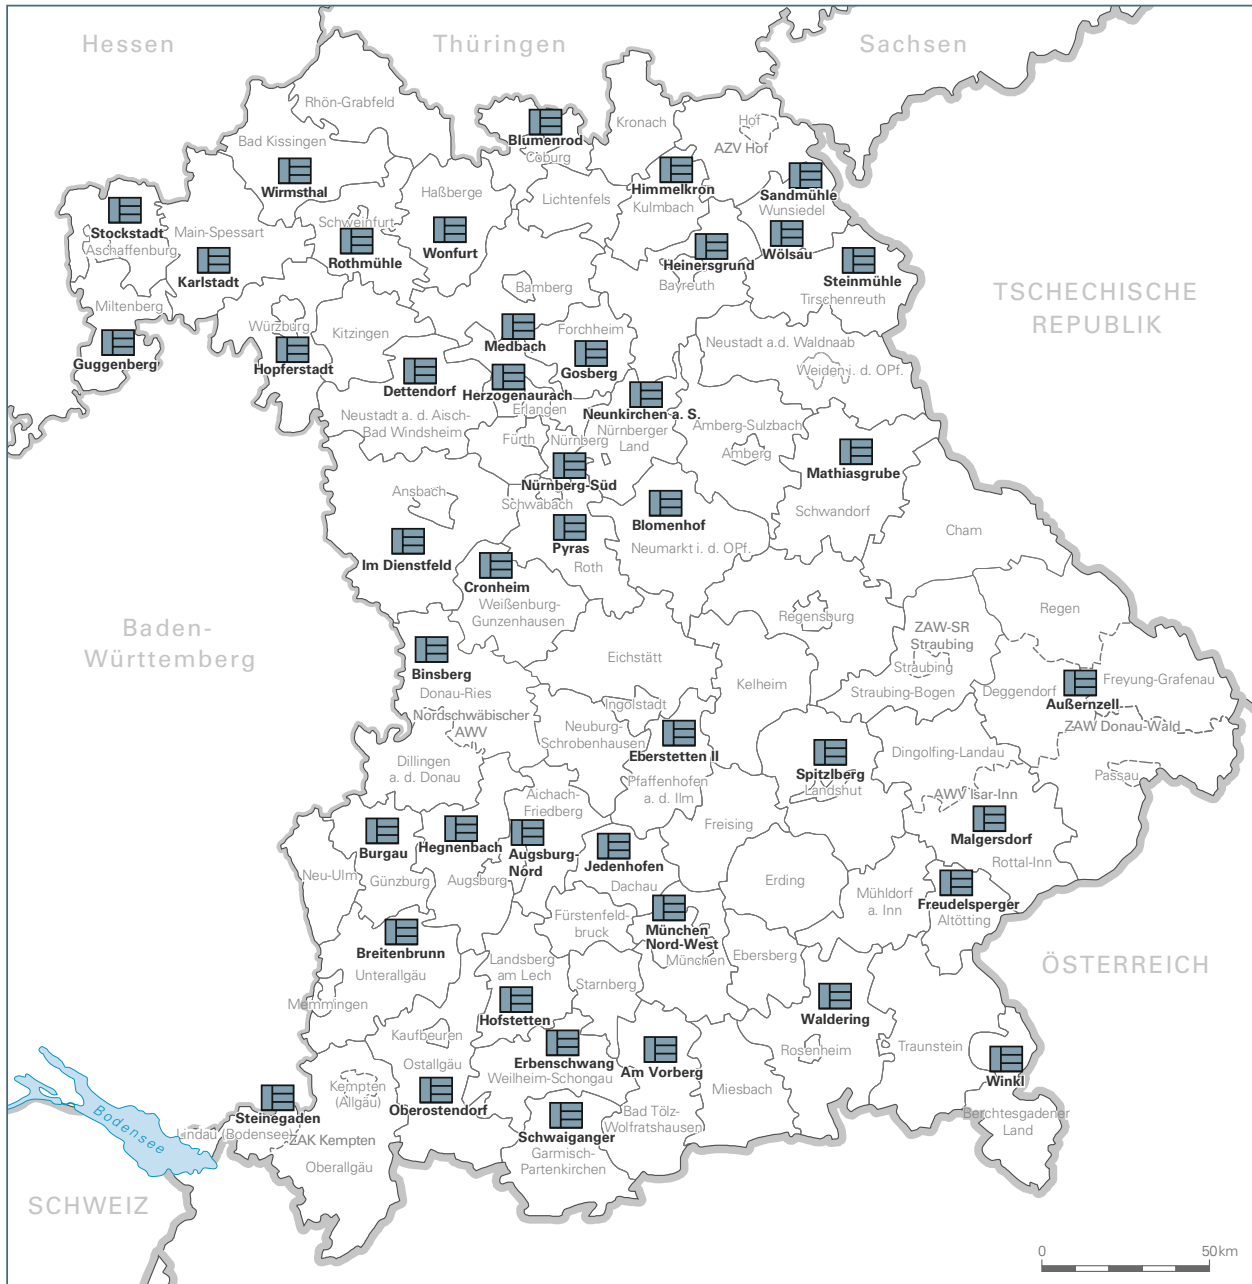 Hessen
Thüringen
Sachsen
Rhön-Grabfeld
Kronach
Hof
AZV Hof
Bad Kissingen
Blumenrod
Coburg
Wirmsthal
Haßberge
Lichtenfels
Himmelkron
Kulmbach
Sandmühle
Wunsiedel
Stockstadt
Aschaffenburg
Main-Spessart
Schweinfurt
Rothmühle
Wonfurt
Wölsau
Heinersgrund
Bayreuth
Karlstadt
Steinmühle
Tirschenreuth
Bamberg
TSCHECHISCHE
REPUBLIK
Miltenberg
Würzburg
Kitzingen
Medbach
Forchheim
Neustadt a.d. Waldnaab
Guggenberg
Hopferstadt
Gosberg
Weiden i. d. OPf.
Dettendorf
Herzogenaurach
Erlangen
Neustadt a. d. Aisch-
Bad Windsheim
Neunkirchen a. S.
Nürnberger
Land
Amberg-Sulzbach
Amberg
Fürth
Nürnberg
Mathiasgrube
Nürnberg-Süd
Ansbach
Schwabach
Blomenhof
Schwandorf
Cham
Pyras
Roth
Neumarkt i. d. OPf.
Im Dienstfeld
Cronheim
Weißenburg-
Gunzenhausen
Regensburg
Regen
Baden-
Württemberg
ZAW-SR
Straubing
Straubing
Eichstätt
Binsberg
Kelheim
Straubing-Bogen
Deggendorf
Freyung-Grafenau
Donau-Ries
Nordschwäbischer
AWV
Ingolstadt
Außernzell
ZAW Donau-Wald
Neuburg-
Schrobenhausen
Eberstetten II
Dingolfing-Landau
Dillingen
a. d. Donau
Pfaffenhofen
a. d. Ilm
Spitzlberg
Landshut
Passau
Aichach-
Friedberg
AWV Isar-Inn
Freising
Malgersdorf
Burgau
Hegnenbach
Augsburg-
Nord
Jedenhofen
Rottal-Inn
Neu-Ulm
Günzburg
Augsburg
Dachau
Erding
Mühldorf
a. Inn
Freudelsperger
Altötting
Fürstenfeld-
bruck
München
Nord-West
München
Breitenbrunn
Unterallgäu
Landsberg
am Lech
Ebersberg
ÖSTERREICH
Starnberg
Memmingen
Hofstetten
Waldering
Kaufbeuren
Rosenheim
Traunstein
Ostallgäu
Erbenschwang
Weilheim-Schongau
Am Vorberg
Miesbach
Winkl
Kempten
(Allgäu)
Oberostendorf
Steinegaden
Lindau (Bodensee)
ZAK Kempten
Bodensee
Schwaiganger
Garmisch-
Partenkirchen
Bad Tölz-
Wolfratshausen
Berchtesgadener
Land
Oberallgäu
SCHWEIZ
0 50 km